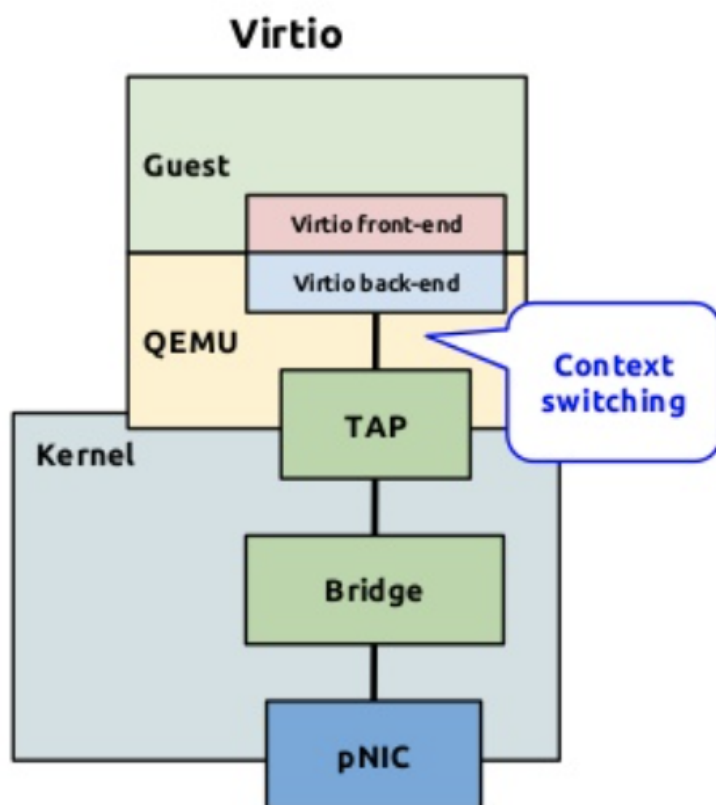 Virtio
Guest
Virtio front-end
Virtio back-end
QEMU
Context
switching
TAP
Kernel
Bridge
pNIC